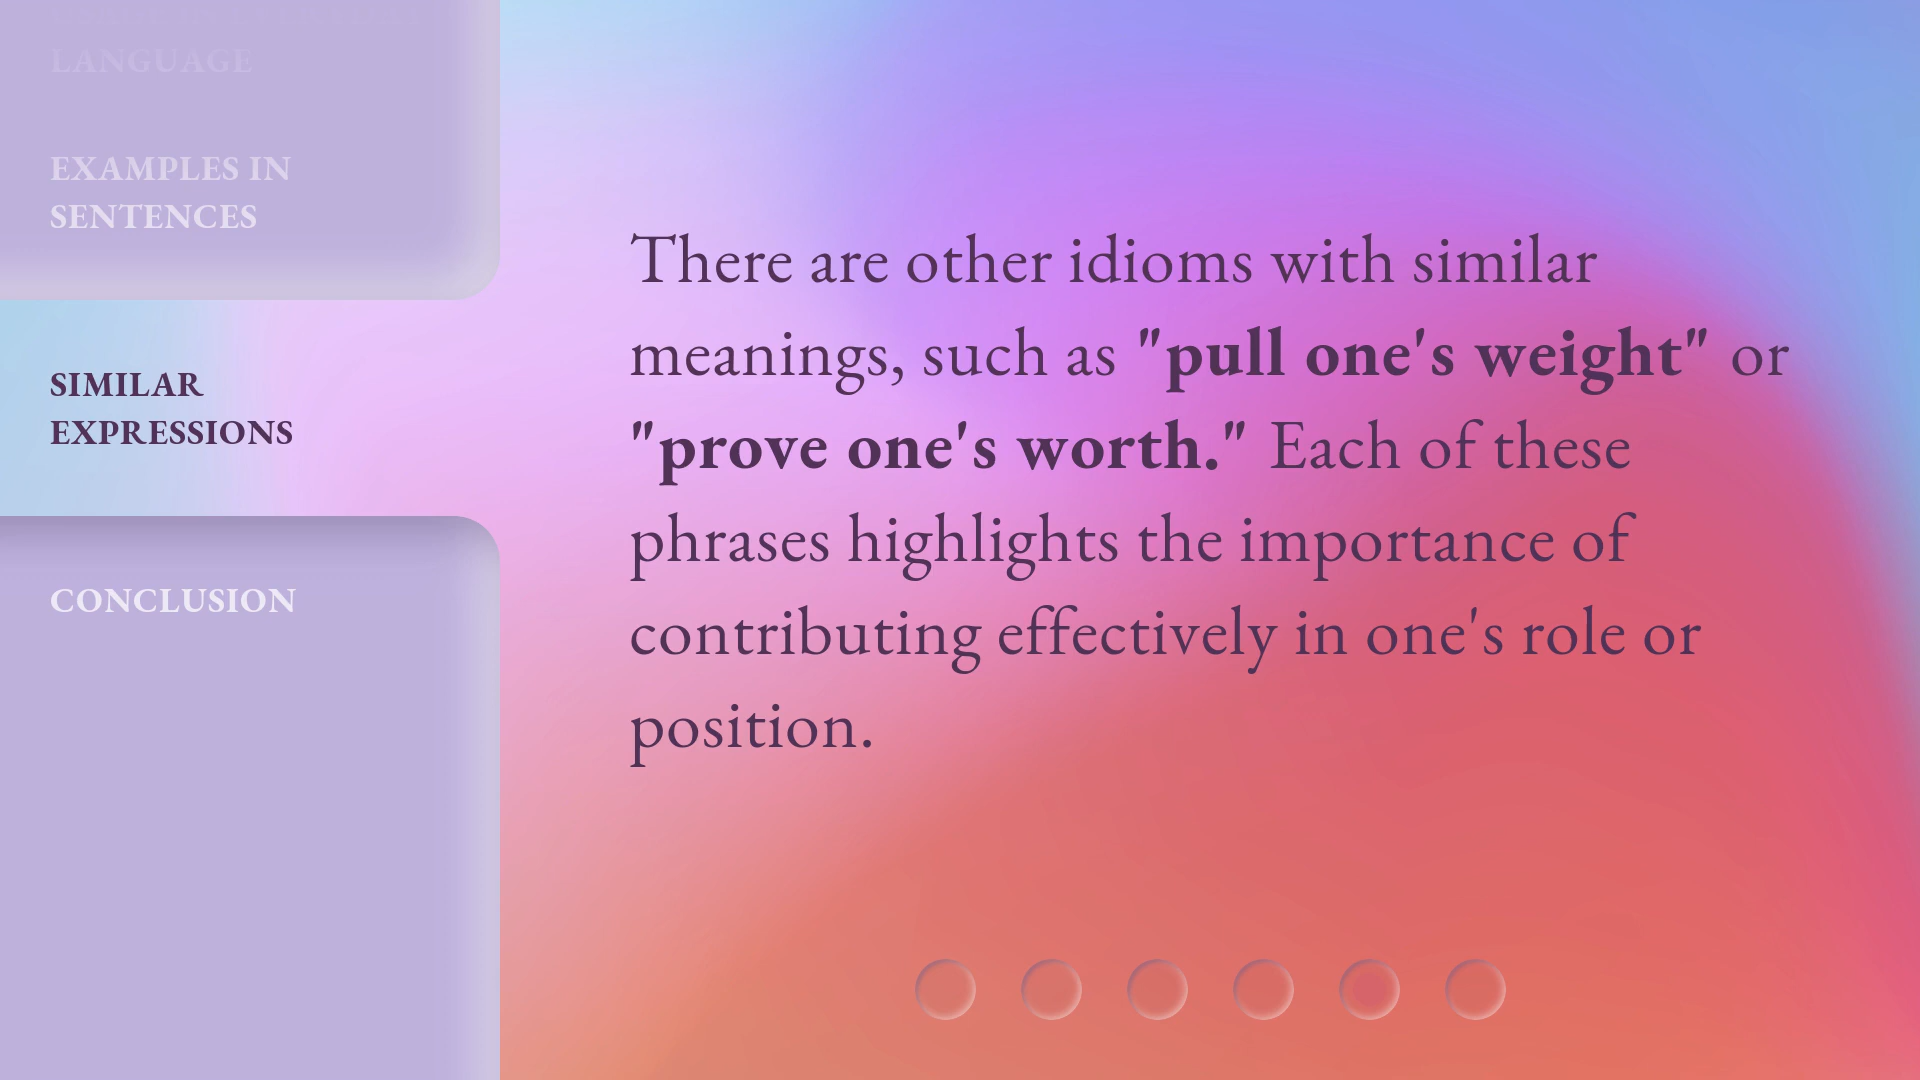 LANGUAGE
EXAMPLES IN
SENTENCES
SIMILAR
EXPRESSIONS
CONCLUSION
There are other idioms with similar
meanings, such as "pull one's weight" or
"prove one's worth." Each of these
phrases highlights the importance of
contributing effectively in one's role or
position.